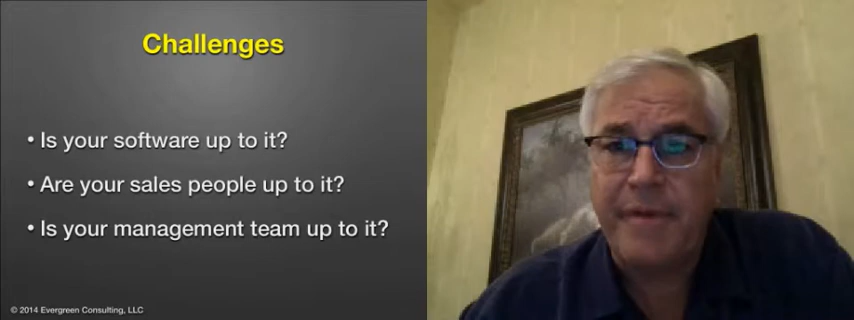 Challenges
• Is your software up to it?
• Are your sales people up to it?
• Is your management team up to it?
© 2014 Evergreen Consulting, LLC